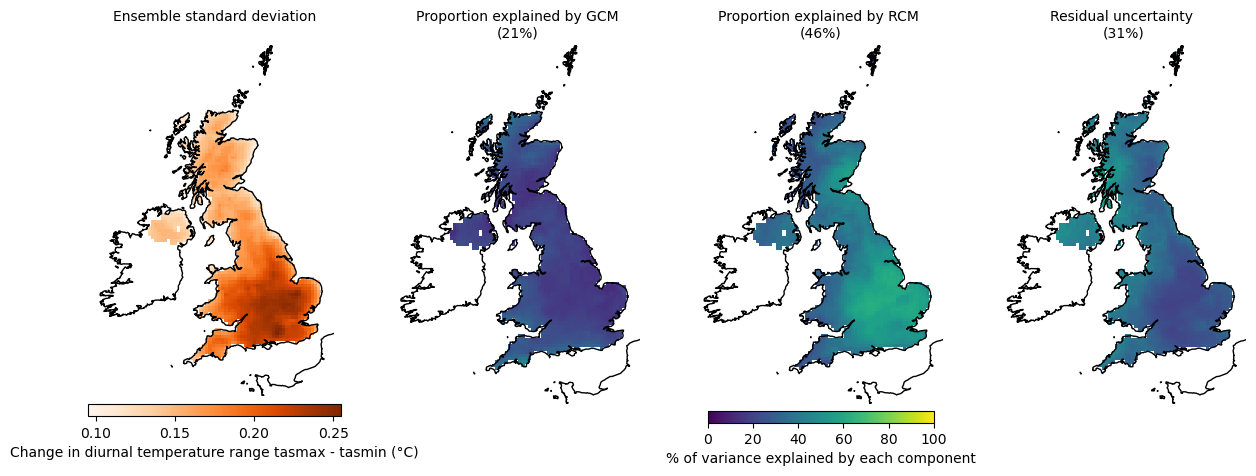 Ensemble standard deviation
Proportion explained by GCM
(21%)
Proportion explained by RCM
(46%)
Residual uncertainty
(31%)
0.10 0.15 0.20 0.25
Change in diurnal temperature range tasmax - tasmin (°C)
0 20 40 60 80 100
% of variance explained by each component